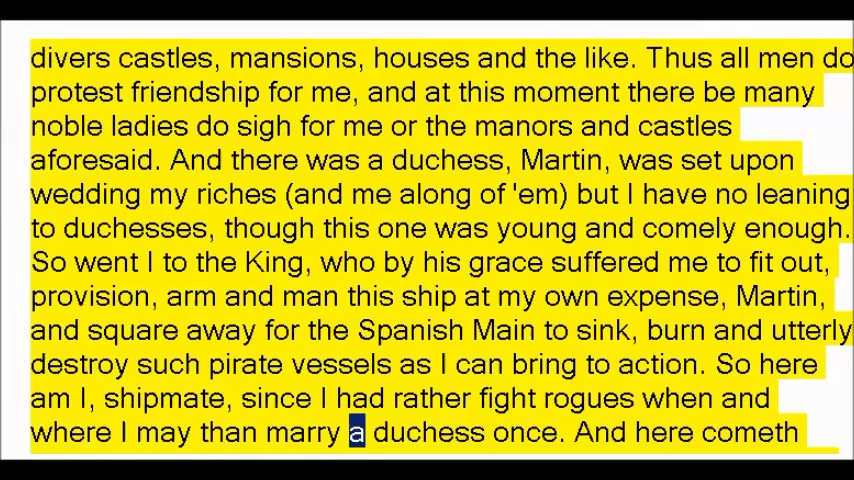 divers castles, mansions, houses and the like. Thus all men do
protest friendship for me, and at this moment there be many
noble ladies do sigh for me or the manors and castles
aforesaid. And there was a duchess, Martin, was set upon
wedding my riches (and me along of 'em) but I have no leaning
to duchesses, though this one was young and comely enough.
So went I to the King, who by his grace suffered me to fit out,
provision, arm and man this ship at my own expense, Martin,
and square away for the Spanish Main to sink, burn and utterly
destroy such pirate vessels as I can bring to action. So here
am I, shipmate, since I had rather fight rogues when and
where I may than marry a duchess once. And here cometh